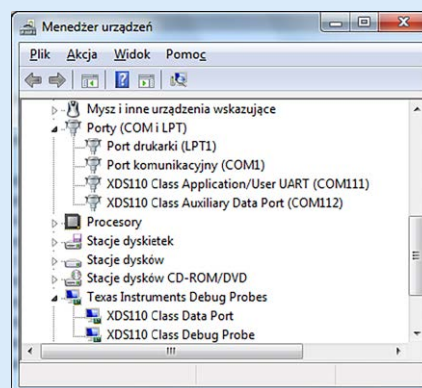 Menedżer urządzeń
Plik Akcja Widok Pomoc
Mysz i inne urządzenia wskazujące
Porty (COM i LPT)
Port drukarki (LPT1)
Port komunikacyjny (COM1)
XDS110 Class Application/User UART (COM111)
XDS110 Class Auxiliary Data Port (COM112)
Procesory
Stacje dyskietek
Stacje dysków
Stacje dysków CD-ROM/DVD
Texas Instruments Debug Probes
XDS110 Class Data Port
XDS110 Class Debug Probe